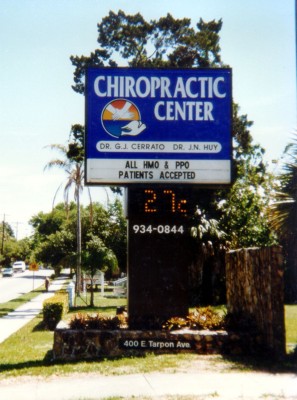 CHIROPRACTIC
CENTER
DR. G.J. CERRATO DR. J.N. HUY
ALL HMO & PPO
PATIENTS ACCEPTED
27c
934-0844
400 E Tarpon Ave.